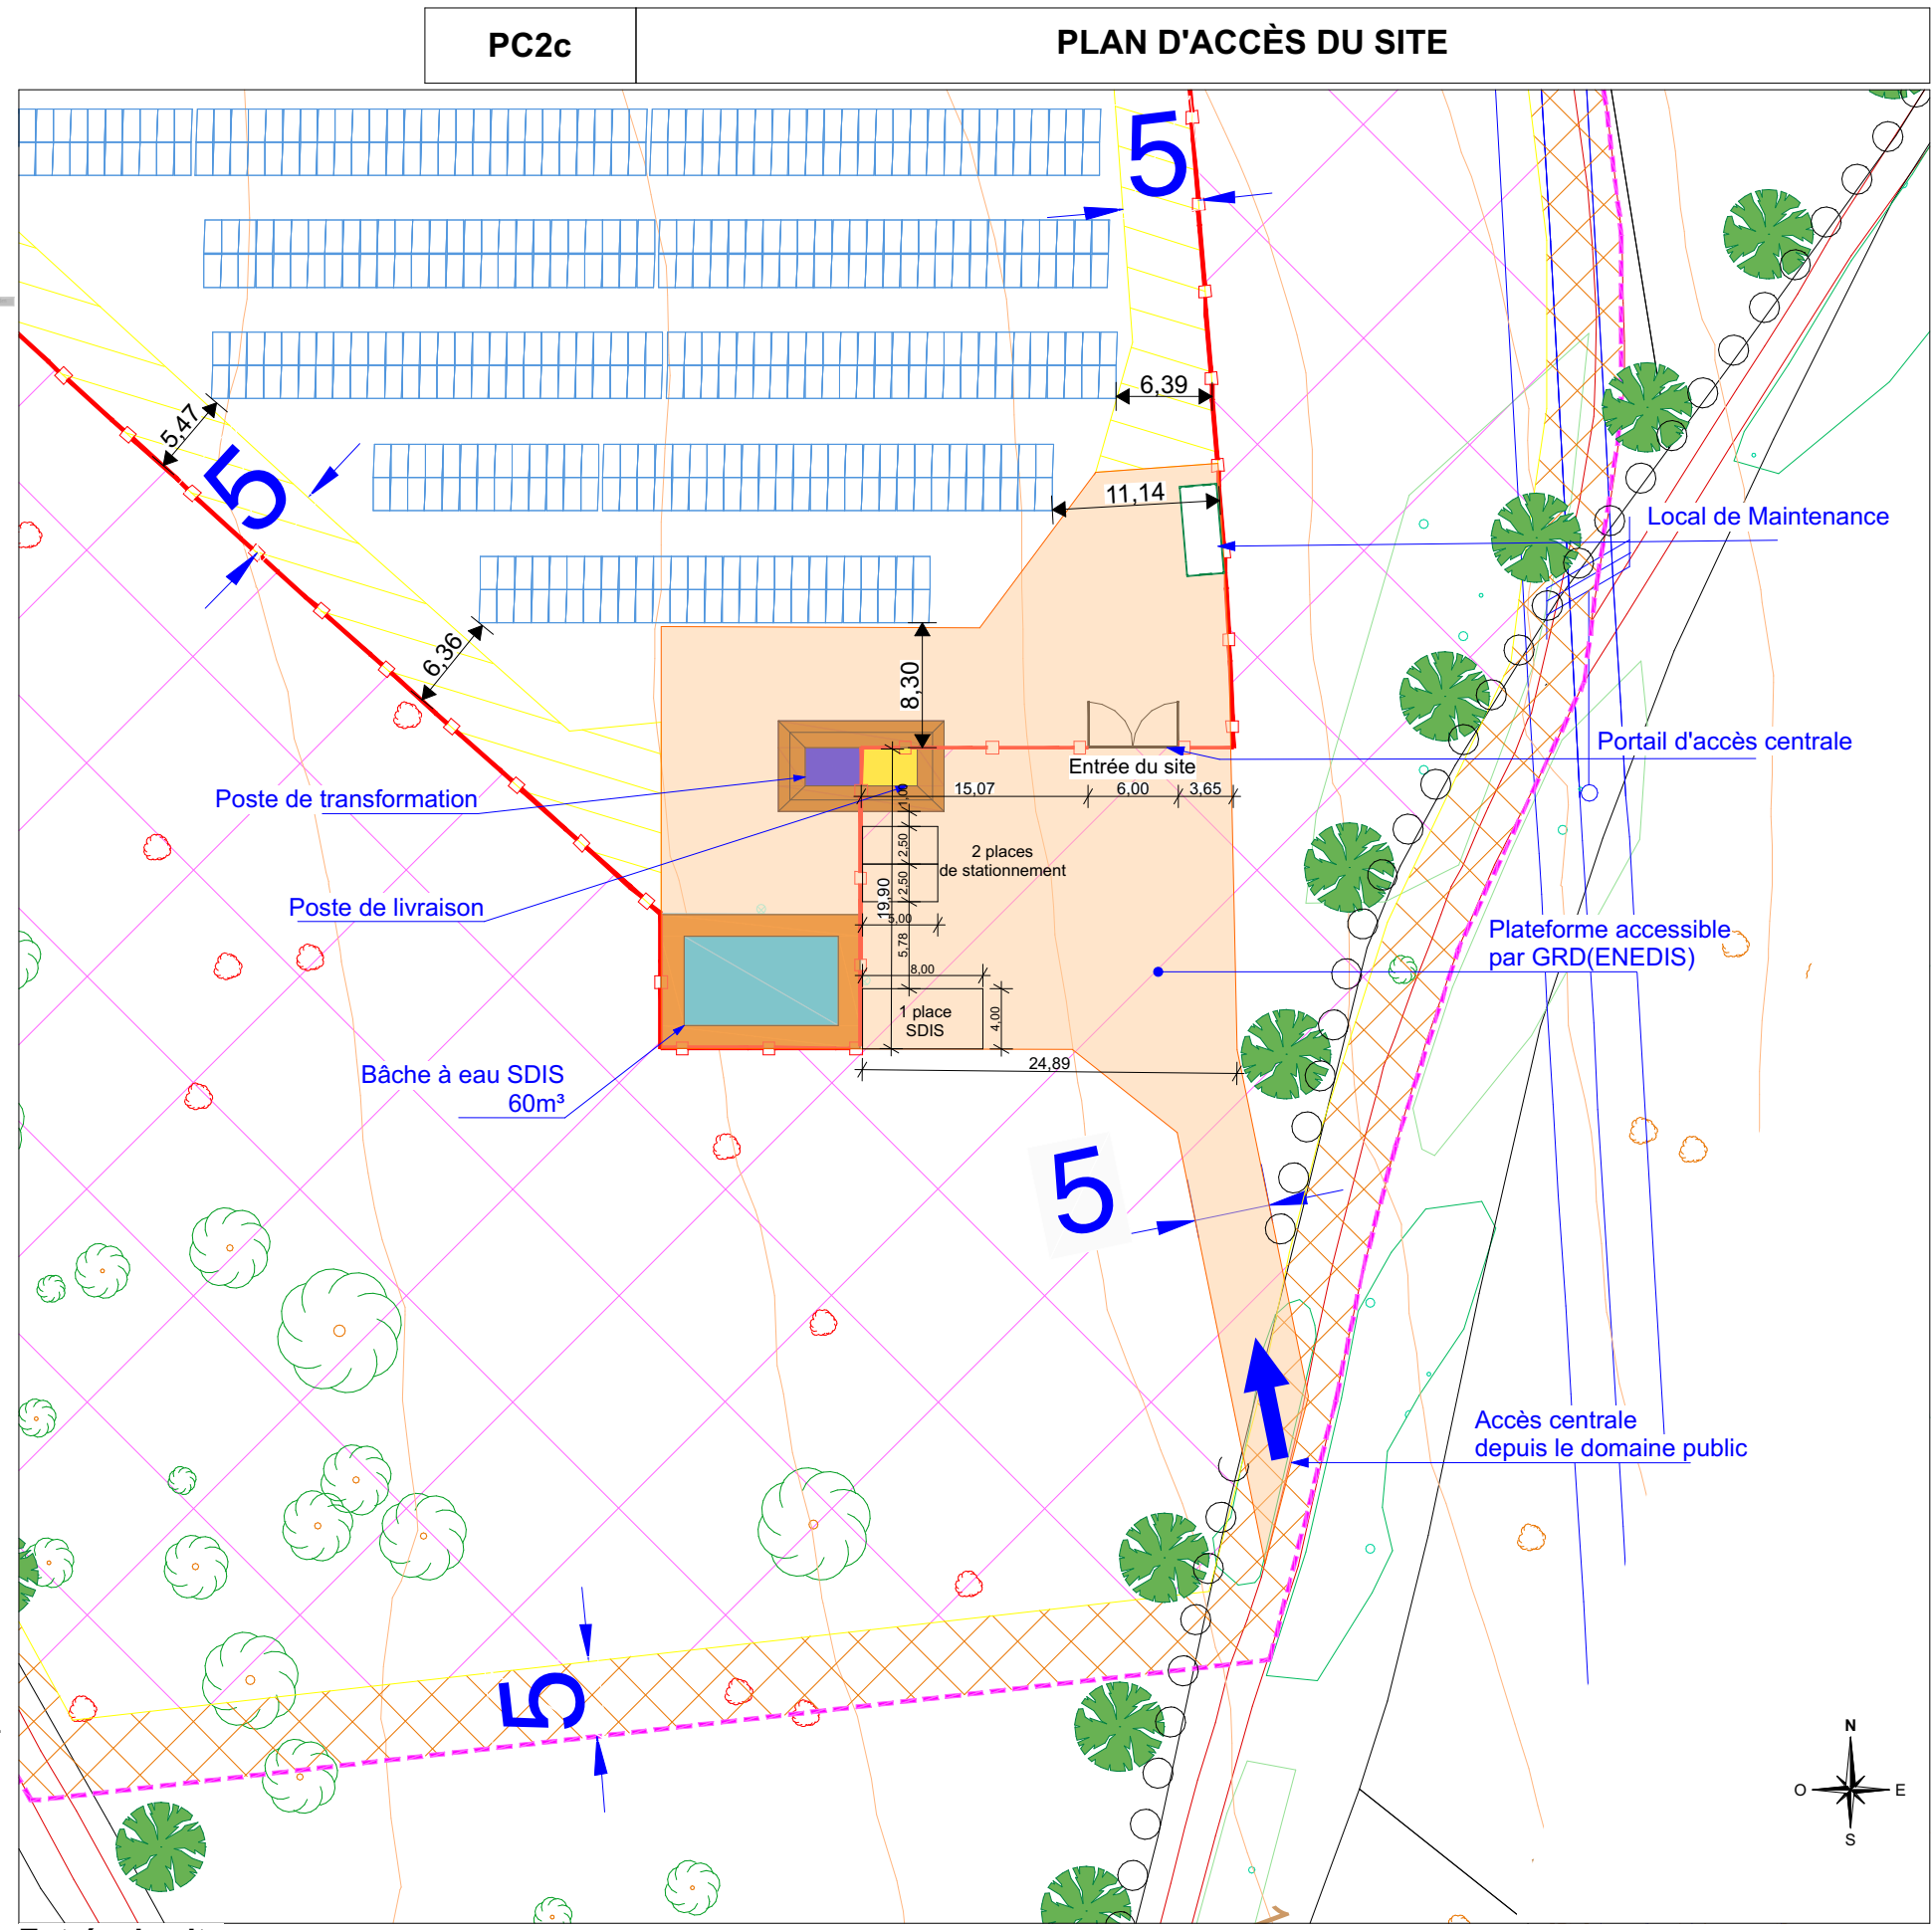 PC2c
PLAN D'ACCÈS DU SITE
5
6,39
5,47
5
11,14
Local de Maintenance
6,36
8,30
Portail d'accès centrale
Entrée du site
Poste de transformation
1,00
15,07
6,00
3,65
2,50
2 places
de stationnement
2,50
19,90
Poste de livraison
5,00
Plateforme accessible
par GRD(ENEDIS)
5,78
8,00
1 place
SDIS
4,00
24,89
Bâche à eau SDIS
60m³
5
Accès centrale
depuis le domaine public
5
N
O
E
S